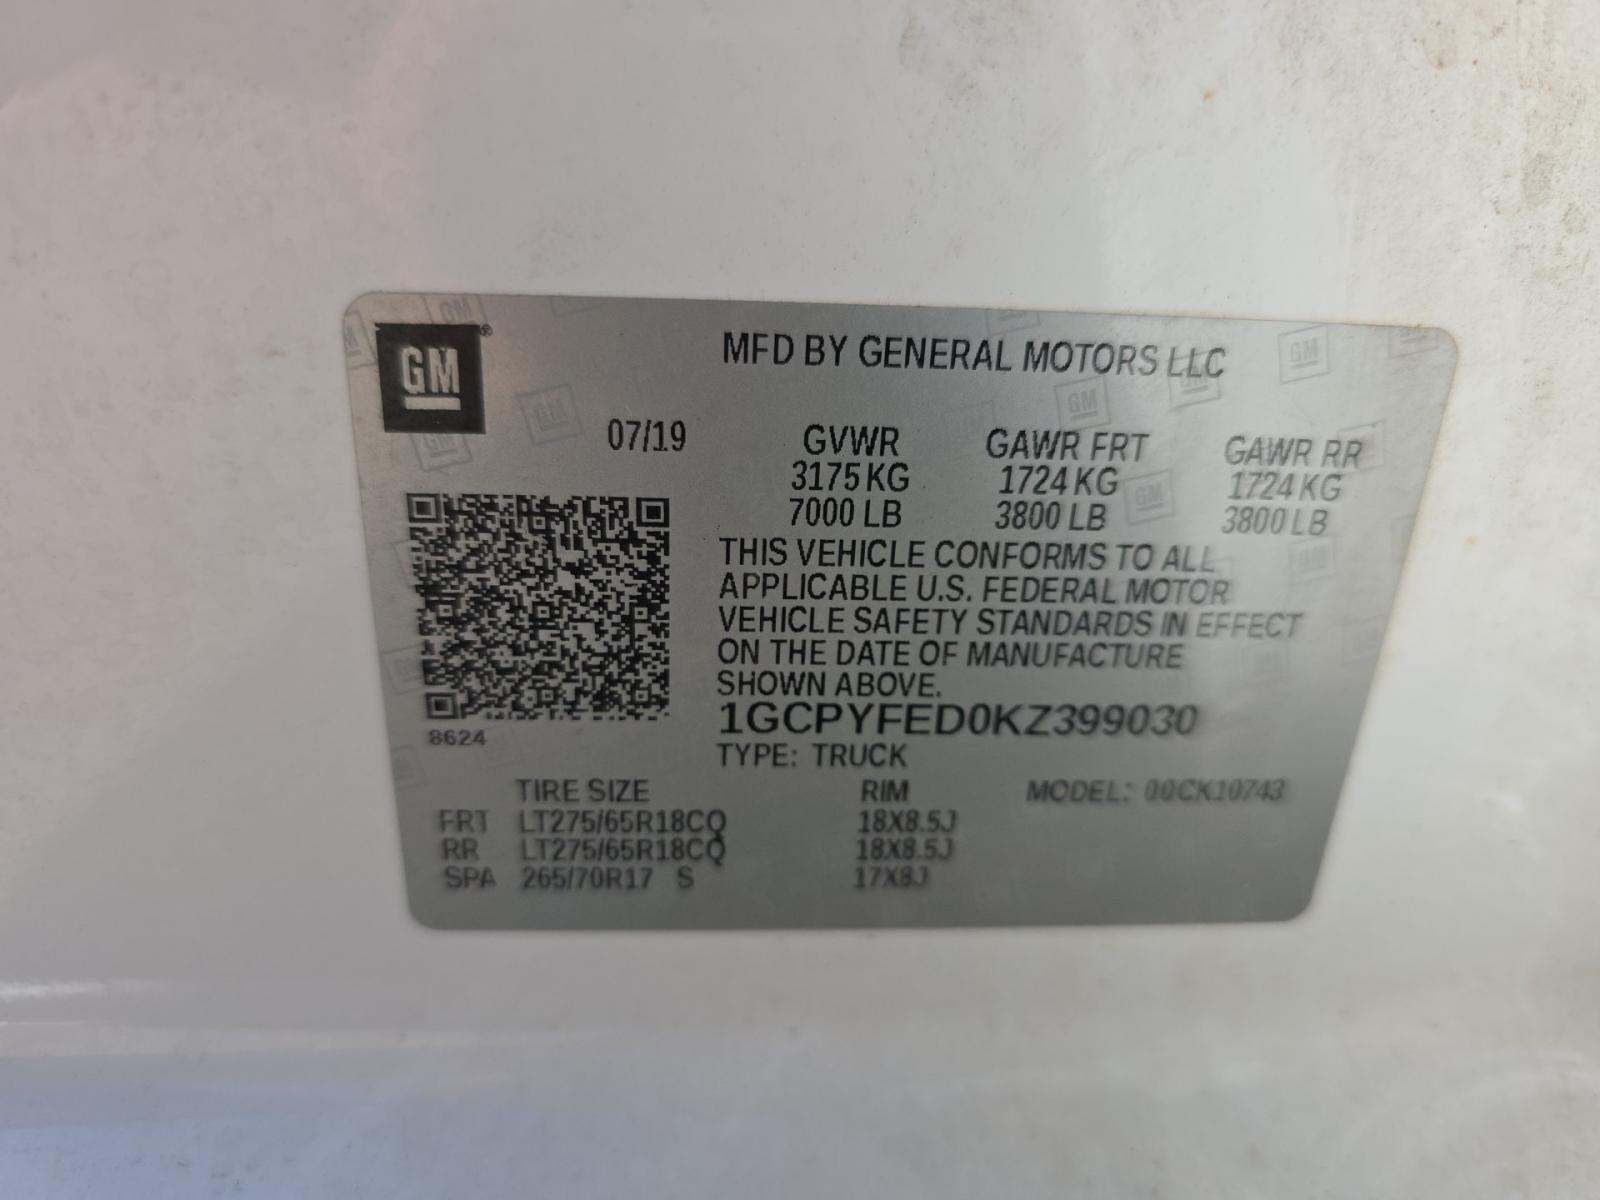 GM
MFD BY GENERAL MOTORS LLC
07/19 GVWR GAWR FRT GAWR RR
3175 KG 1724 KG 1724 KG
7000 LB 3800 LB 3800 LB
THIS VEHICLE CONFORMS TO ALL
APPLICABLE U.S. FEDERAL MOTOR
VEHICLE SAFETY STANDARDS IN EFFECT
ON THE DATE OF MANUFACTURE
SHOWN ABOVE.
1GCPYFED0KZ399030
8624
TYPE: TRUCK
TIRE SIZE RIM MODEL: 00CK10743
FRT LT275/65R18CQ 18X8.5J
RR LT275/65R18CQ 18X8.5J
SPA 265/70R17 S 17X8J